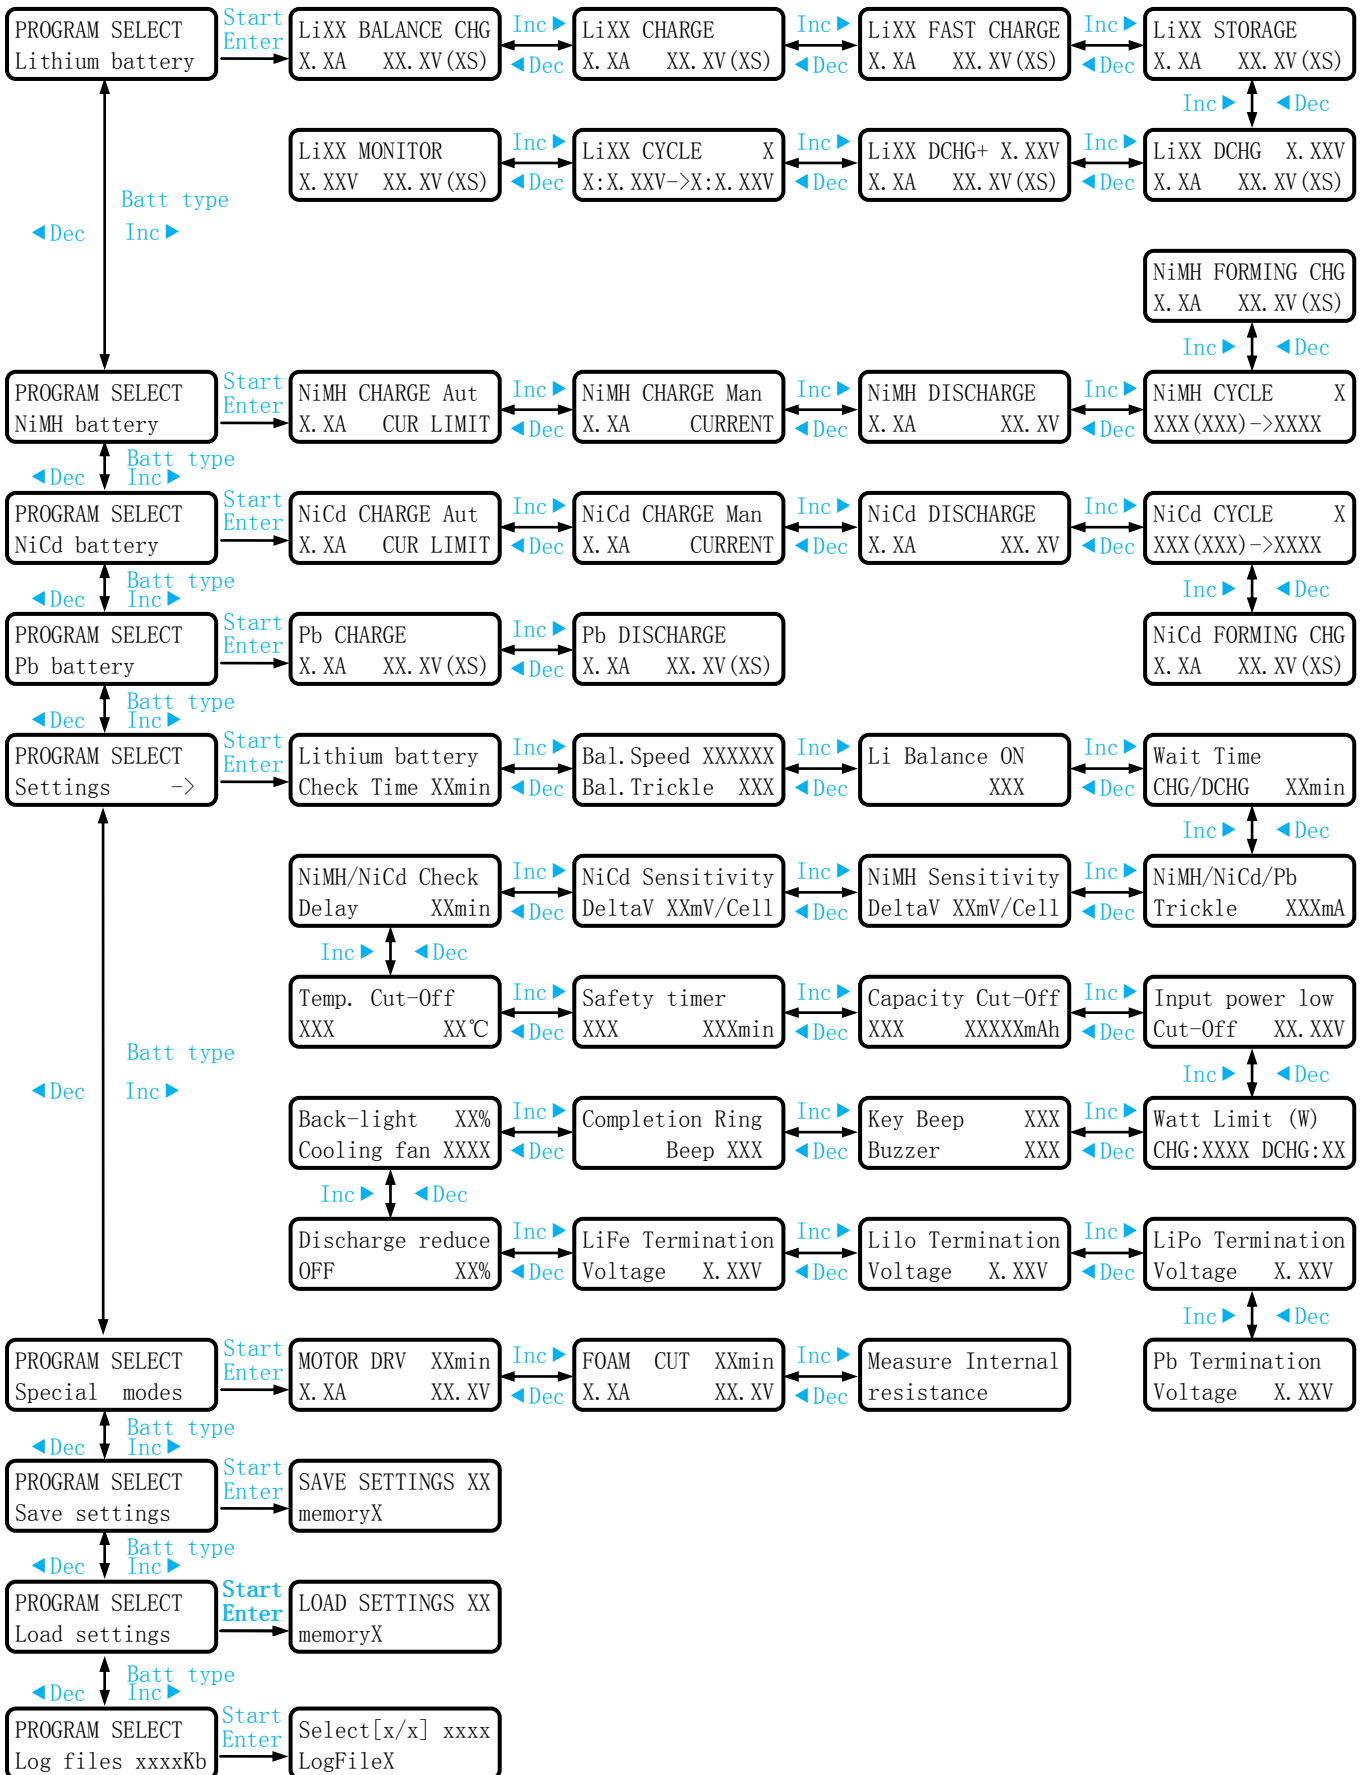 PROGRAM SELECT
Lithium battery
Start
Enter
LiXX BALANCE CHG
X.XA XX.XV(XS)
Inc▶
◀Dec
LiXX CHARGE
X.XA XX.XV(XS)
Inc▶
◀Dec
LiXX FAST CHARGE
X.XA XX.XV(XS)
Inc▶
◀Dec
LiXX STORAGE
X.XA XX.XV(XS)
Inc▶ ◀Dec
LiXX MONITOR
X.XXV XX.XV(XS)
Inc▶
◀Dec
LiXX CYCLE X
X:X.XXV->X:X.XXV
Inc▶
◀Dec
LiXX DCHG+ X.XXV
X.XA XX.XV(XS)
Inc▶
◀Dec
LiXX DCHG X.XXV
X.XA XX.XV(XS)
Batt type
◀Dec Inc▶
NiMH FORMING CHG
X.XA XX.XV(XS)
Inc▶ ◀Dec
PROGRAM SELECT
NiMH battery
Start
Enter
NiMH CHARGE Aut
X.XA CUR LIMIT
Inc▶
◀Dec
NiMH CHARGE Man
X.XA CURRENT
Inc▶
◀Dec
NiMH DISCHARGE
X.XA XX.XV
Inc▶
◀Dec
NiMH CYCLE X
XXX(XXX)->XXXX
Batt type
◀Dec Inc▶
PROGRAM SELECT
NiCd battery
Start
Enter
NiCd CHARGE Aut
X.XA CUR LIMIT
Inc▶
◀Dec
NiCd CHARGE Man
X.XA CURRENT
Inc▶
◀Dec
NiCd DISCHARGE
X.XA XX.XV
Inc▶
◀Dec
NiCd CYCLE X
XXX(XXX)->XXXX
Batt type
◀Dec Inc▶
Inc▶ ◀Dec
PROGRAM SELECT
Pb battery
Start
Enter
Pb CHARGE
X.XA XX.XV(XS)
Inc▶
◀Dec
Pb DISCHARGE
X.XA XX.XV(XS)
NiCd FORMING CHG
X.XA XX.XV(XS)
Batt type
◀Dec Inc▶
PROGRAM SELECT
Settings ->
Start
Enter
Lithium battery
Check Time XXmin
Inc▶
◀Dec
Bal.Speed XXXXXX
Bal.Trickle XXX
Inc▶
◀Dec
Li Balance ON
XXX
Inc▶
◀Dec
Wait Time
CHG/DCHG XXmin
Inc▶ ◀Dec
NiMH/NiCd Check
Delay XXmin
Inc▶
◀Dec
NiCd Sensitivity
DeltaV XXmV/Cell
Inc▶
◀Dec
NiMH Sensitivity
DeltaV XXmV/Cell
Inc▶
◀Dec
NiMH/NiCd/Pb
Trickle XXXmA
Inc▶ ◀Dec
Temp. Cut-Off
XXX XX℃
Inc▶
◀Dec
Safety timer
XXX XXXmin
Inc▶
◀Dec
Capacity Cut-Off
XXX XXXXXmAh
Inc▶
◀Dec
Input power low
Cut-Off XX.XXV
Batt type
◀Dec Inc▶
Inc▶ ◀Dec
Back-light XX%
Cooling fan XXXX
Inc▶
◀Dec
Completion Ring
Beep XXX
Inc▶
◀Dec
Key Beep XXX
Buzzer XXX
Inc▶
◀Dec
Watt Limit (W)
CHG:XXXX DCHG:XX
Inc▶ ◀Dec
Discharge reduce
OFF XX%
Inc▶
◀Dec
LiFe Termination
Voltage X.XXV
Inc▶
◀Dec
LiIo Termination
Voltage X.XXV
Inc▶
◀Dec
LiPo Termination
Voltage X.XXV
Inc▶ ◀Dec
PROGRAM SELECT
Special modes
Start
Enter
MOTOR DRV XXmin
X.XA XX.XV
Inc▶
◀Dec
FOAM CUT XXmin
X.XA XX.XV
Inc▶
◀Dec
Measure Internal
resistance
Pb Termination
Voltage X.XXV
Batt type
◀Dec Inc▶
PROGRAM SELECT
Save settings
Start
Enter
SAVE SETTINGS XX
memoryX
Batt type
◀Dec Inc▶
PROGRAM SELECT
Load settings
Start
Enter
LOAD SETTINGS XX
memoryX
Batt type
◀Dec Inc▶
PROGRAM SELECT
Log files xxxxKb
Start
Enter
Select[x/x] xxxx
LogFileX